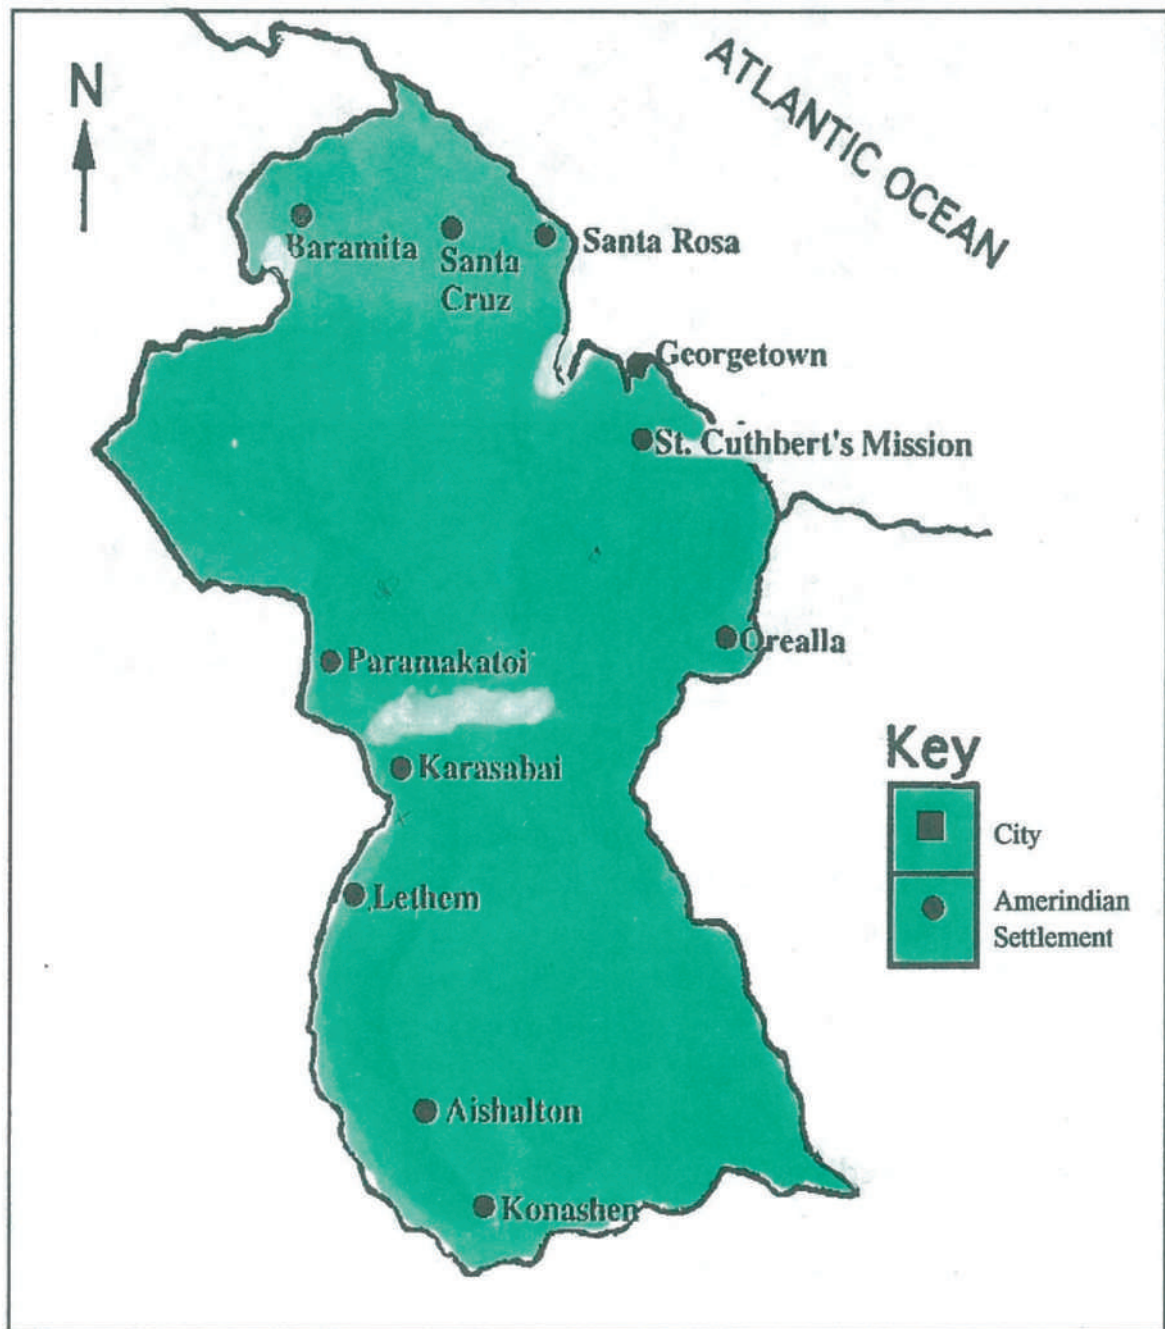 N
ATLANTIC OCEAN
Baramita
Santa
Cruz
Santa Rosa
Georgetown
St. Cuthbert's Mission
Orealla
Paramakatoi
Karasabai
Key
City
Amerindian
Settlement
Lethem
Aishalton
Konashen